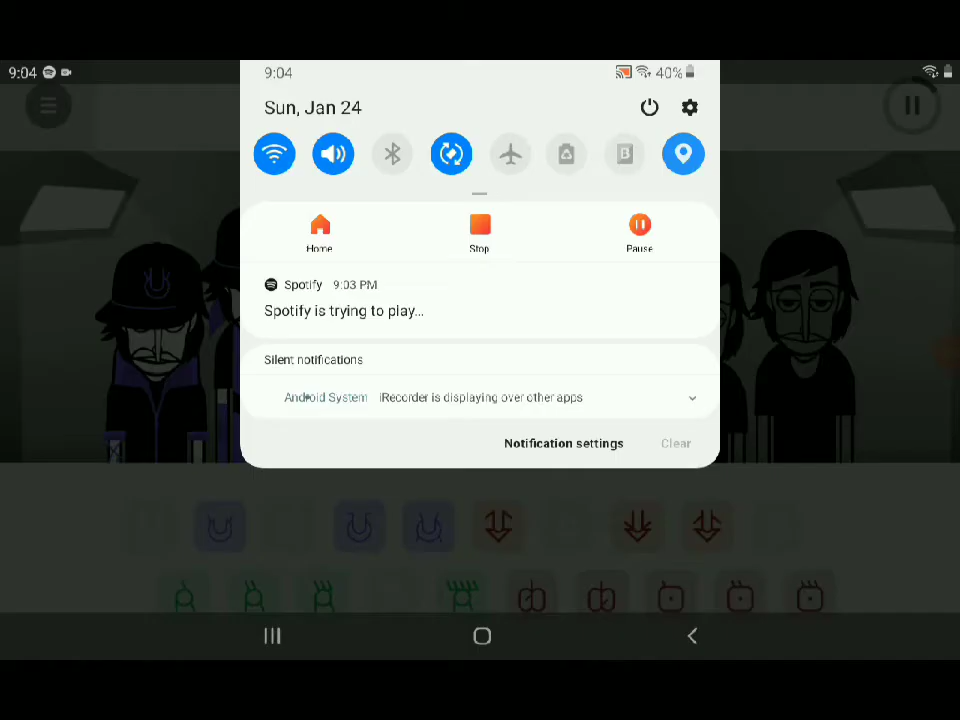 9:04
9:04
40%
Sun, Jan 24
Home
Stop
Pause
Spotify 9:03 PM
Spotify is trying to play...
Silent notifications
Android System iRecorder is displaying over other apps
Notification settings
Clear